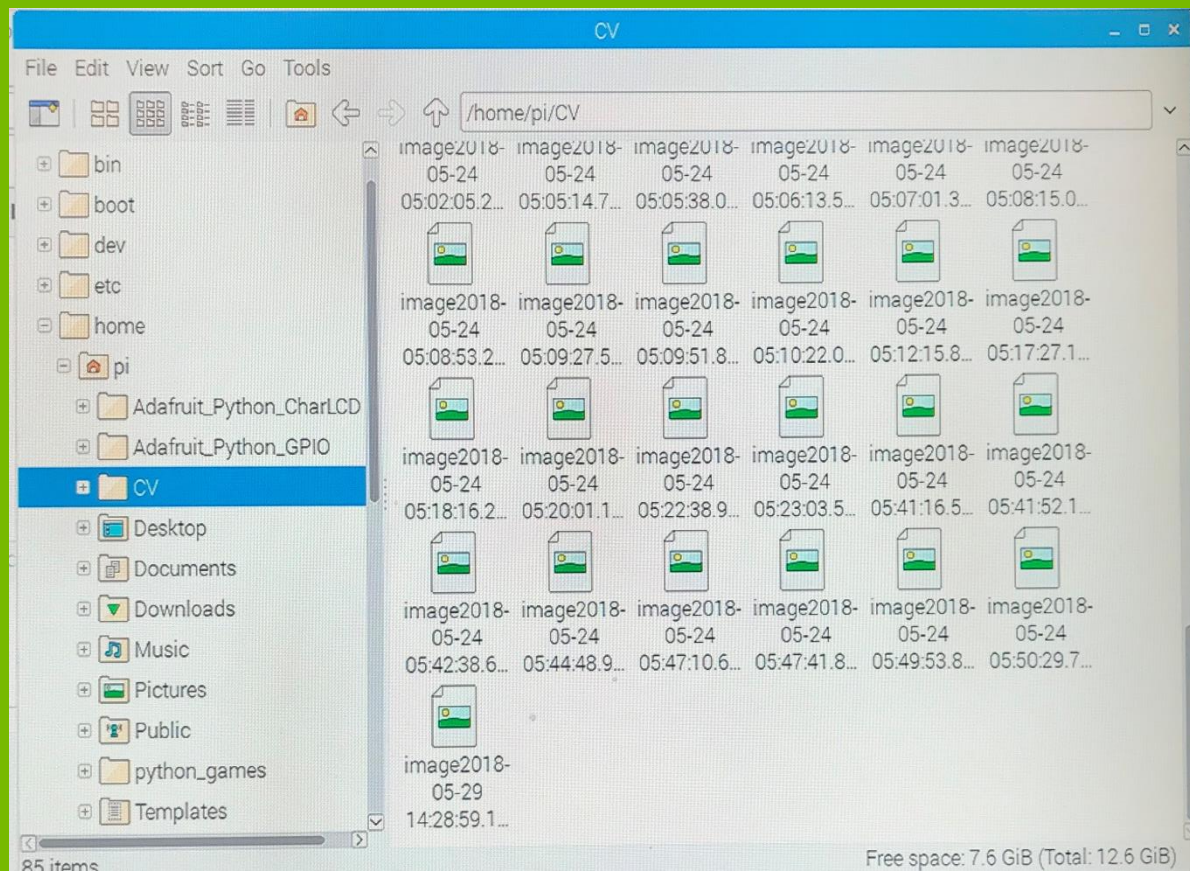 CV
File Edit View Sort Go Tools
/home/pi/CV
bin
boot
dev
etc
home
pi
Adafruit_Python_CharLCD
Adafruit_Python_GPIO
CV
Desktop
Documents
Downloads
Music
Pictures
Public
python_games
Templates
image2018- image2018- image2018- image2018- image2018- image2018-
05-24 05-24 05-24 05-24 05-24 05-24
05:02:05.2... 05:05:14.7... 05:05:38.0... 05:06:13.5... 05:07:01.3... 05:08:15.0...
image2018- image2018- image2018- image2018- image2018- image2018-
05-24 05-24 05-24 05-24 05-24 05-24
05:08:53.2... 05:09:27.5... 05:09:51.8... 05:10:22.0... 05:12:15.8... 05:17:27.1...
image2018- image2018- image2018- image2018- image2018- image2018-
05-24 05-24 05-24 05-24 05-24 05-24
05:18:16.2... 05:20:01.1... 05:22:38.9... 05:23:03.5... 05:41:16.5... 05:41:52.1...
image2018- image2018- image2018- image2018- image2018- image2018-
05-24 05-24 05-24 05-24 05-24 05-24
05:42:38.6... 05:44:48.9... 05:47:10.6... 05:47:41.8... 05:49:53.8... 05:50:29.7...
image2018-
05-29
14:28:59.1...
85 items
Free space: 7.6 GiB (Total: 12.6 GiB)